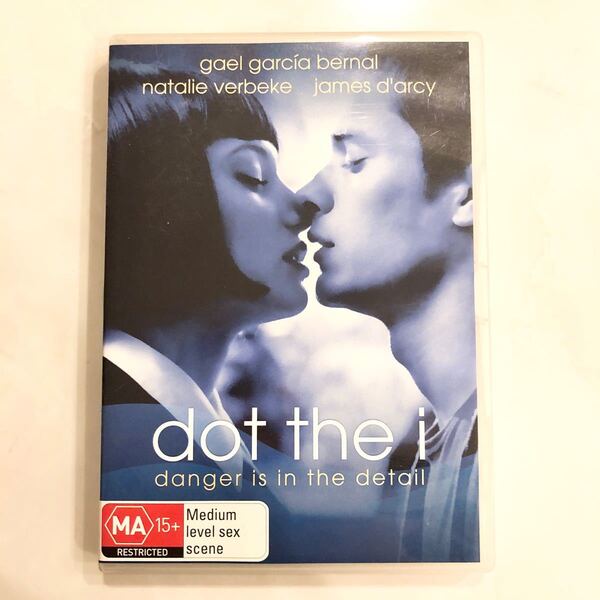 gael garcía bernal
natalie verbeke james d'arcy
dot the i
danger is in the detail
MA 15+
RESTRICTED
Medium
level sex
scene